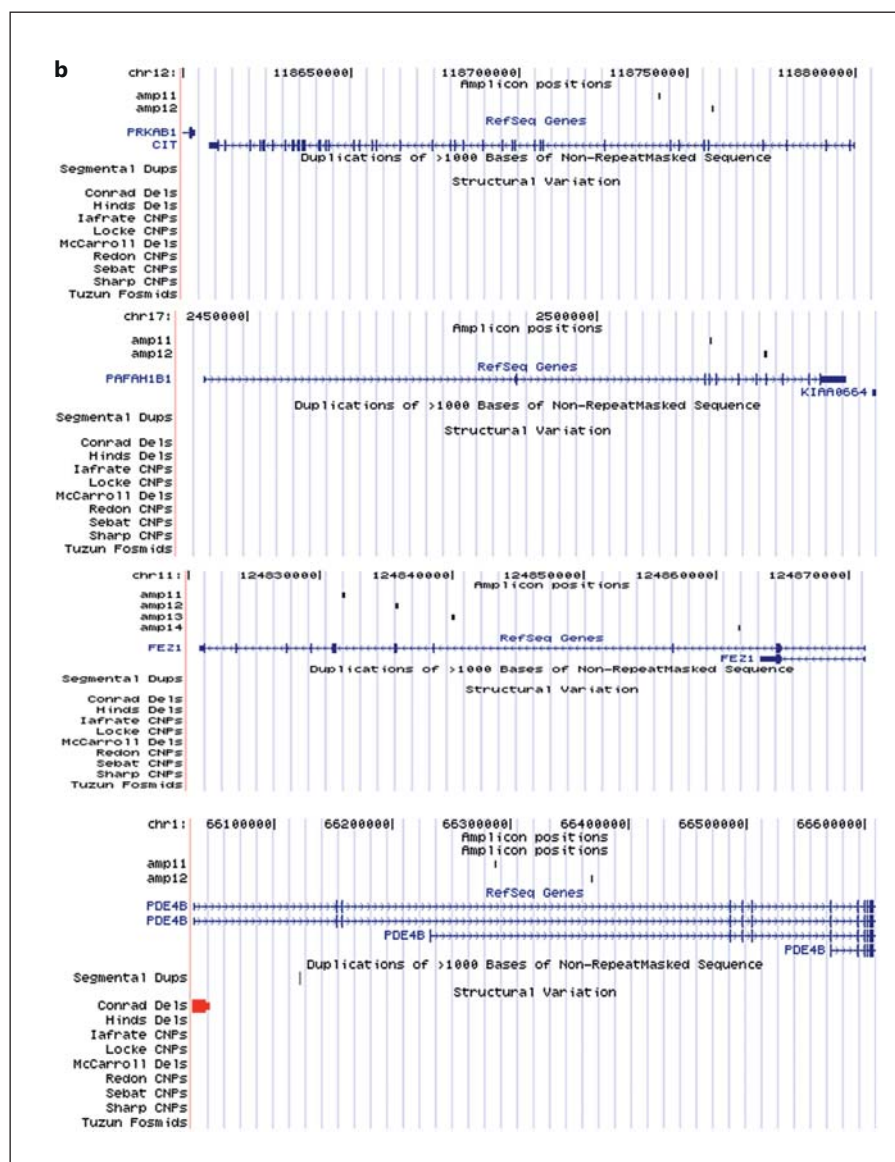 b
chr12: 118650000| 118700000| 118750000| 118800000|
Amplicon positions
amp11
amp12
RefSeq Genes
PRKAB1
CIT
Duplications of >1000 Bases of Non-RepeatMasked Sequence
Segmental Dups
Structural Variation
Conrad Dels
Hinds Dels
Iafrate CNPs
Locke CNPs
McCarroll Dels
Redon CNPs
Sebat CNPs
Sharp CNPs
Tuzun Fosmids
chr17: 2450000| 2500000|
Amplicon positions
amp11
amp12
RefSeq Genes
PAFAH1B1
KIAA0664
Duplications of >1000 Bases of Non-RepeatMasked Sequence
Segmental Dups
Structural Variation
Conrad Dels
Hinds Dels
Iafrate CNPs
Locke CNPs
McCarroll Dels
Redon CNPs
Sebat CNPs
Sharp CNPs
Tuzun Fosmids
chr11: 124830000| 124840000| 124850000| 124860000| 124870000|
Amplicon positions
amp11
amp12
amp13
amp14
RefSeq Genes
FEZ1
FEZ1
Duplications of >1000 Bases of Non-RepeatMasked Sequence
Segmental Dups
Structural Variation
Conrad Dels
Hinds Dels
Iafrate CNPs
Locke CNPs
McCarroll Dels
Redon CNPs
Sebat CNPs
Sharp CNPs
Tuzun Fosmids
chr1: 66100000| 66200000| 66300000| 66400000| 66500000| 66600000|
Amplicon positions
Amplicon positions
amp11
amp12
RefSeq Genes
PDE4B
PDE4B
PDE4B
PDE4B
Duplications of >1000 Bases of Non-RepeatMasked Sequence
Segmental Dups
Structural Variation
Conrad Dels
Hinds Dels
Iafrate CNPs
Locke CNPs
McCarroll Dels
Redon CNPs
Sebat CNPs
Sharp CNPs
Tuzun Fosmids